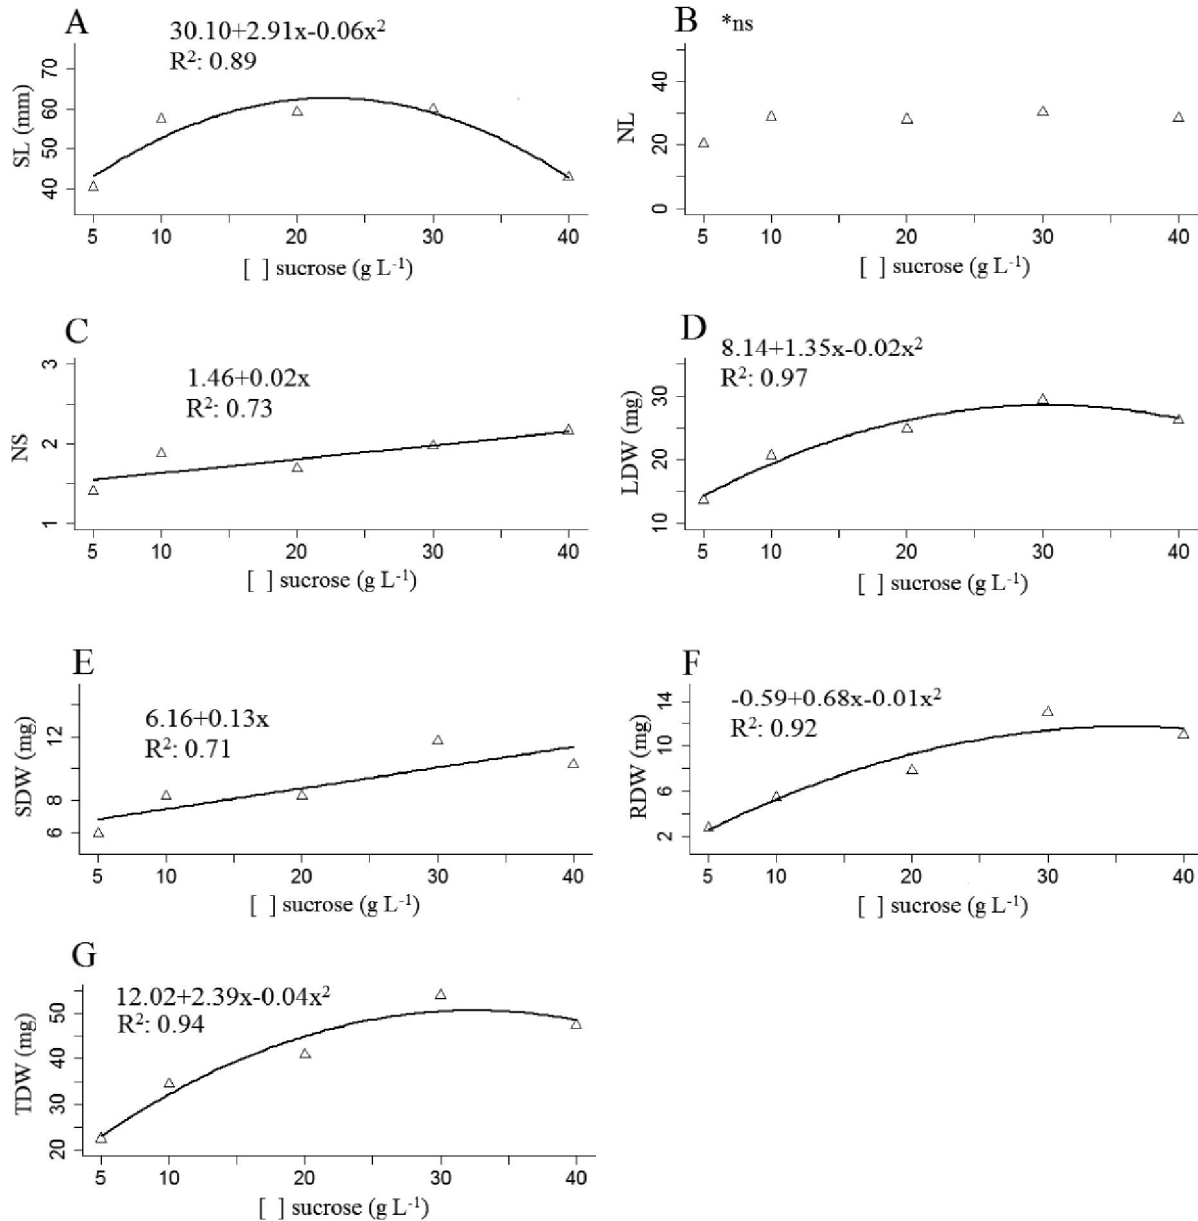 A
30.10+2.91x-0.06x²
R²: 0.89
SL (mm)
70
60
50
40
5 10 20 30 40
[ ] sucrose (g L⁻¹)
B *ns
NL
40
20
0
5 10 20 30 40
[ ] sucrose (g L⁻¹)
C
1.46+0.02x
R²: 0.73
NS
3
2
1
5 10 20 30 40
[ ] sucrose (g L⁻¹)
D
8.14+1.35x-0.02x²
R²: 0.97
LDW (mg)
30
20
10
5 10 20 30 40
[ ] sucrose (g L⁻¹)
E
6.16+0.13x
R²: 0.71
SDW (mg)
12
8
6
5 10 20 30 40
[ ] sucrose (g L⁻¹)
F
-0.59+0.68x-0.01x²
R²: 0.92
RDW (mg)
14
10
6
2
5 10 20 30 40
[ ] sucrose (g L⁻¹)
G
12.02+2.39x-0.04x²
R²: 0.94
TDW (mg)
50
40
30
20
5 10 20 30 40
[ ] sucrose (g L⁻¹)